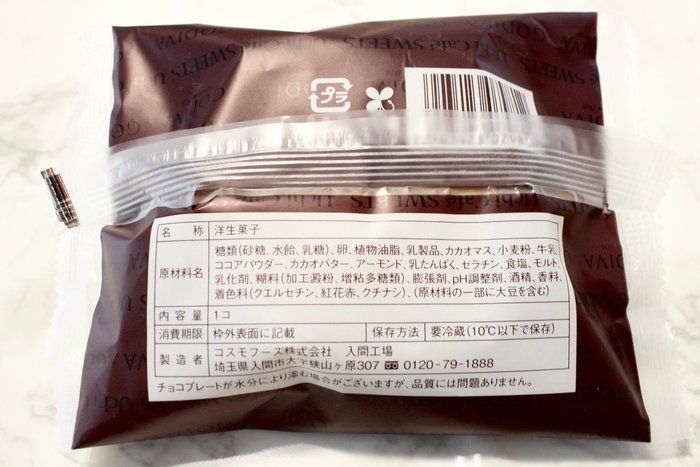 GODIVA
Uchi Café SWEETS
プラ
名称 洋生菓子
原材料名 糖類(砂糖、水飴、乳糖)、卵、植物油脂、乳製品、カカオマス、小麦粉、牛乳、
ココアパウダー、カカオバター、アーモンド、乳たんぱく、ゼラチン、食塩、モルト、
乳化剤、糊料(加工澱粉、増粘多糖類)、膨張剤、pH調整剤、酒精、香料、
着色料(クエルセチン、紅花赤、クチナシ)、(原材料の一部に大豆を含む)
内容量 1コ
消費期限 枠外表面に記載 保存方法 要冷蔵(10℃以下で保存)
製造者 コスモフーズ株式会社 入間工場
埼玉県入間市大字狭山ヶ原307 0120-79-1888
チョコプレートが水分により滲む場合がございますが、品質には問題ありません。